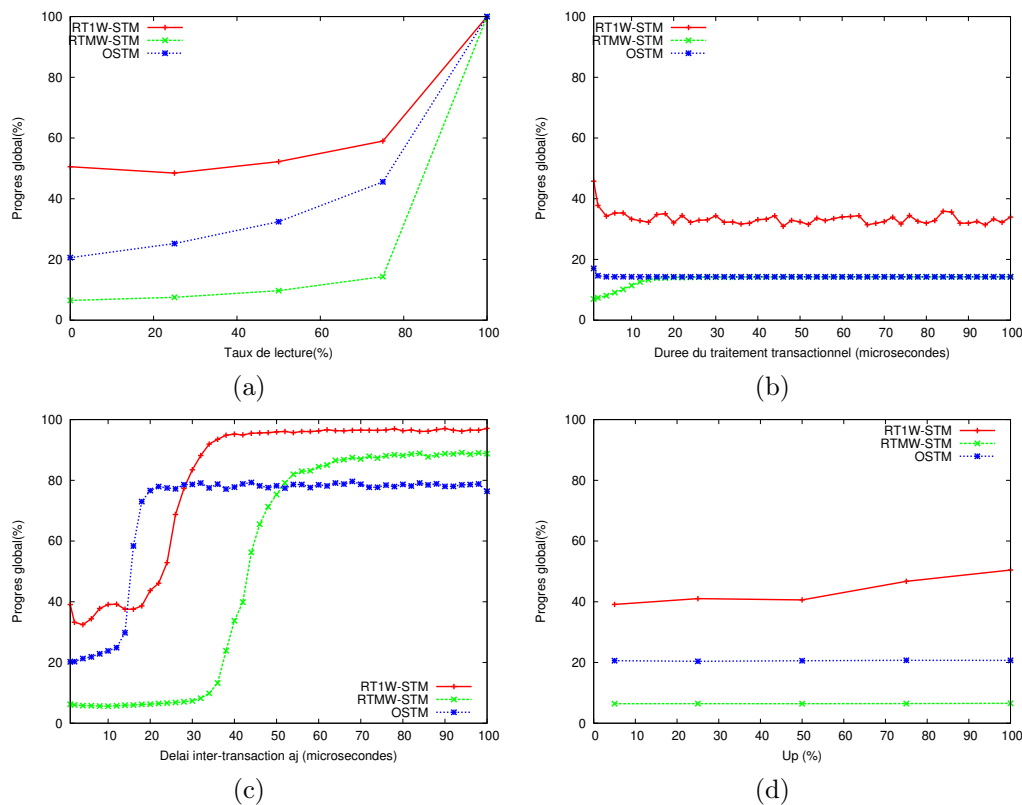 100
80
60
40
20
0
0 20 40 60 80 100
Progres global(%)
Taux de lecture(%)
RT1W-STM
RTMW-STM
OSTM
(a)
100
80
60
40
20
0
10 20 30 40 50 60 70 80 90 100
Progres global(%)
Duree du traitement transactionnel (microsecondes)
RT1W-STM
RTMW-STM
OSTM
(b)
100
80
60
40
20
0
0 10 20 30 40 50 60 70 80 90 100
Progres global(%)
Delai inter-transaction aj (microsecondes)
RT1W-STM
RTMW-STM
OSTM
(c)
100
80
60
40
20
0
0 10 20 30 40 50 60 70 80 90 100
Progres global(%)
Up (%)
RT1W-STM
RTMW-STM
OSTM
(d)